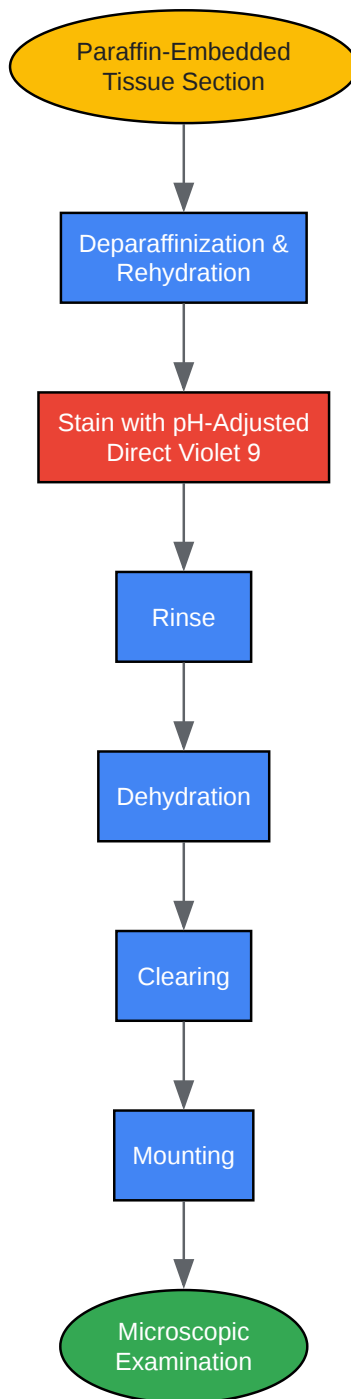 Paraffin-Embedded
Tissue Section
Deparaffinization &
Rehydration
Stain with pH-Adjusted
Direct Violet 9
Rinse
Dehydration
Clearing
Mounting
Microscopic
Examination